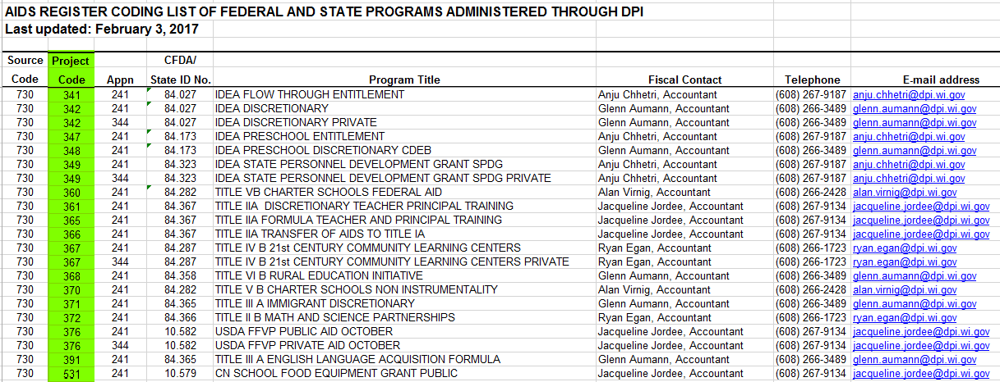 AIDS REGISTER CODING LIST OF FEDERAL AND STATE PROGRAMS ADMINISTERED THROUGH DPI
Last updated: February 3, 2017
Source Project CFDA/
Code Code Appn State ID No. Program Title Fiscal Contact Telephone E-mail address
730 341 241 84.027 IDEA FLOW THROUGH ENTITLEMENT Anju Chhetri, Accountant (608) 267-9187 anju.chhetri@dpi.wi.gov
730 342 241 84.027 IDEA DISCRETIONARY Glenn Aumann, Accountant (608) 266-3489 glenn.aumann@dpi.wi.gov
730 342 344 84.027 IDEA DISCRETIONARY PRIVATE Glenn Aumann, Accountant (608) 266-3489 glenn.aumann@dpi.wi.gov
730 347 241 84.173 IDEA PRESCHOOL ENTITLEMENT Anju Chhetri, Accountant (608) 267-9187 anju.chhetri@dpi.wi.gov
730 348 241 84.173 IDEA PRESCHOOL DISCRETIONARY CDEB Glenn Aumann, Accountant (608) 266-3489 glenn.aumann@dpi.wi.gov
730 349 241 84.323 IDEA STATE PERSONNEL DEVELOPMENT GRANT SPDG Anju Chhetri, Accountant (608) 267-9187 anju.chhetri@dpi.wi.gov
730 349 344 84.323 IDEA STATE PERSONNEL DEVELOPMENT GRANT SPDG PRIVATE Anju Chhetri, Accountant (608) 267-9187 anju.chhetri@dpi.wi.gov
730 360 241 84.282 TITLE VB CHARTER SCHOOLS FEDERAL AID Alan Virnig, Accountant (608) 266-2428 alan.virnig@dpi.wi.gov
730 361 241 84.367 TITLE IIA DISCRETIONARY TEACHER PRINCIPAL TRAINING Jacqueline Jordee, Accountant (608) 267-9134 jacqueline.jordee@dpi.wi.gov
730 365 241 84.367 TITLE IIA FORMULA TEACHER AND PRINCIPAL TRAINING Jacqueline Jordee, Accountant (608) 267-9134 jacqueline.jordee@dpi.wi.gov
730 366 241 84.367 TITLE IIA TRANSFER OF AIDS TO TITLE IA Jacqueline Jordee, Accountant (608) 267-9134 jacqueline.jordee@dpi.wi.gov
730 367 241 84.287 TITLE IV B 21st CENTURY COMMUNITY LEARNING CENTERS Ryan Egan, Accountant (608) 266-1723 ryan.egan@dpi.wi.gov
730 367 344 84.287 TITLE IV B 21st CENTURY COMMUNITY LEARNING CENTERS PRIVATE Ryan Egan, Accountant (608) 266-1723 ryan.egan@dpi.wi.gov
730 368 241 84.358 TITLE VI B RURAL EDUCATION INITIATIVE Glenn Aumann, Accountant (608) 266-3489 glenn.aumann@dpi.wi.gov
730 370 241 84.282 TITLE V B CHARTER SCHOOLS NON INSTRUMENTALITY Alan Virnig, Accountant (608) 266-2428 alan.virnig@dpi.wi.gov
730 371 241 84.365 TITLE III A IMMIGRANT DISCRETIONARY Glenn Aumann, Accountant (608) 266-3489 glenn.aumann@dpi.wi.gov
730 372 241 84.366 TITLE II B MATH AND SCIENCE PARTNERSHIPS Ryan Egan, Accountant (608) 266-1723 ryan.egan@dpi.wi.gov
730 376 241 10.582 USDA FFVP PUBLIC AID OCTOBER Jacqueline Jordee, Accountant (608) 267-9134 jacqueline.jordee@dpi.wi.gov
730 376 344 10.582 USDA FFVP PRIVATE AID OCTOBER Jacqueline Jordee, Accountant (608) 267-9134 jacqueline.jordee@dpi.wi.gov
730 391 241 84.365 TITLE III A ENGLISH LANGUAGE ACQUISITION FORMULA Glenn Aumann, Accountant (608) 266-3489 glenn.aumann@dpi.wi.gov
730 531 241 10.579 CN SCHOOL FOOD EQUIPMENT GRANT PUBLIC Jacqueline Jordee, Accountant (608) 267-9134 jacqueline.jordee@dpi.wi.gov